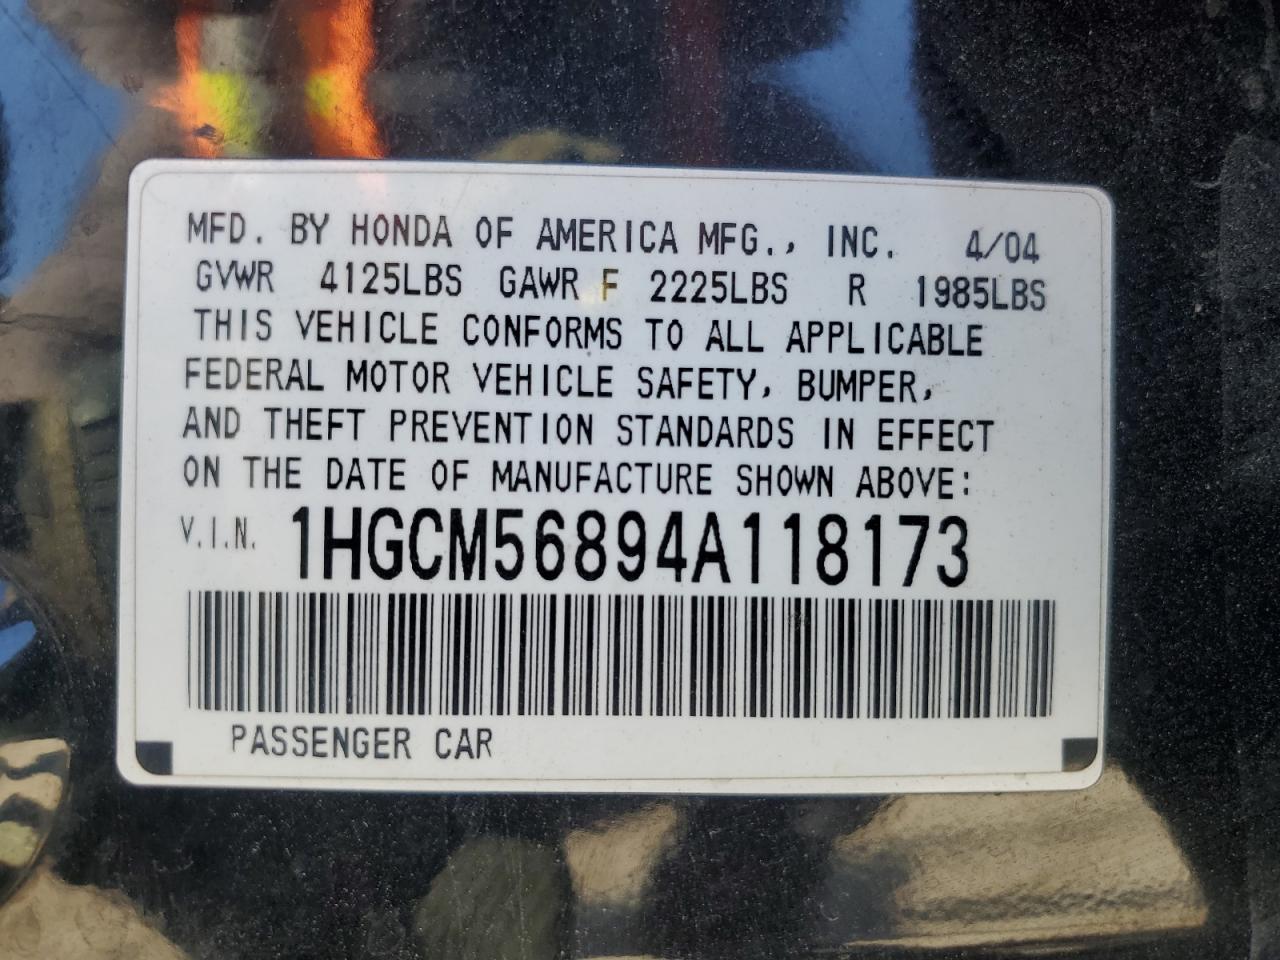 MFD. BY HONDA OF AMERICA MFG., INC. 4/04
GVWR 4125LBS GAWR F 2225LBS R 1985LBS
THIS VEHICLE CONFORMS TO ALL APPLICABLE
FEDERAL MOTOR VEHICLE SAFETY, BUMPER,
AND THEFT PREVENTION STANDARDS IN EFFECT
ON THE DATE OF MANUFACTURE SHOWN ABOVE:
V.I.N. 1HGCM56894A118173
PASSENGER CAR